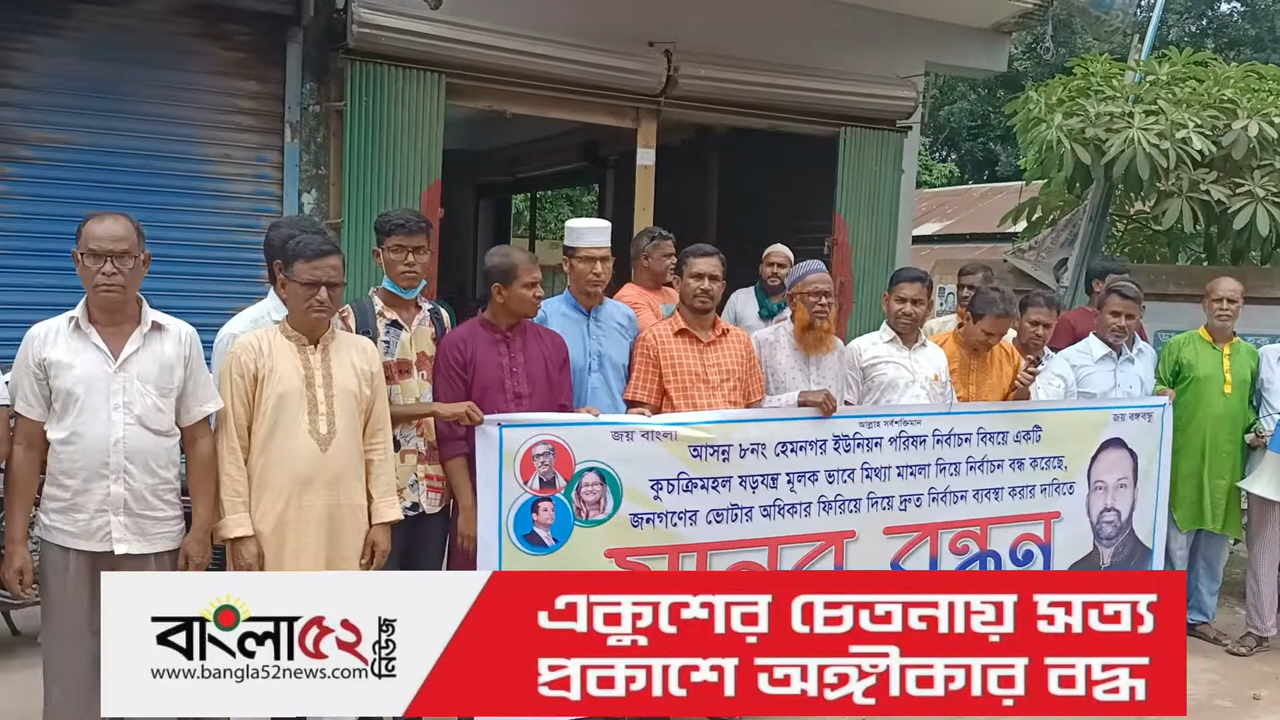 জয় বাংলা
আল্লাহ সর্বশক্তিমান
জয় বঙ্গবন্ধু
আসন্ন ৮নং হেমনগর ইউনিয়ন পরিষদ নির্বাচন বিষয়ে একটি
কুচক্রিমহল ষড়যন্ত্র মূলক ভাবে মিথ্যা মামলা দিয়ে নির্বাচন বন্ধ করেছে,
জনগণের ভোটার অধিকার ফিরিয়ে দিয়ে দ্রুত নির্বাচন ব্যবস্থা করার দাবিতে
মানব বন্ধন
বাংলা৫২
নিউজ
www.bangla52news.com
একুশের চেতনায় সত্য
প্রকাশে অঙ্গীকার বদ্ধ